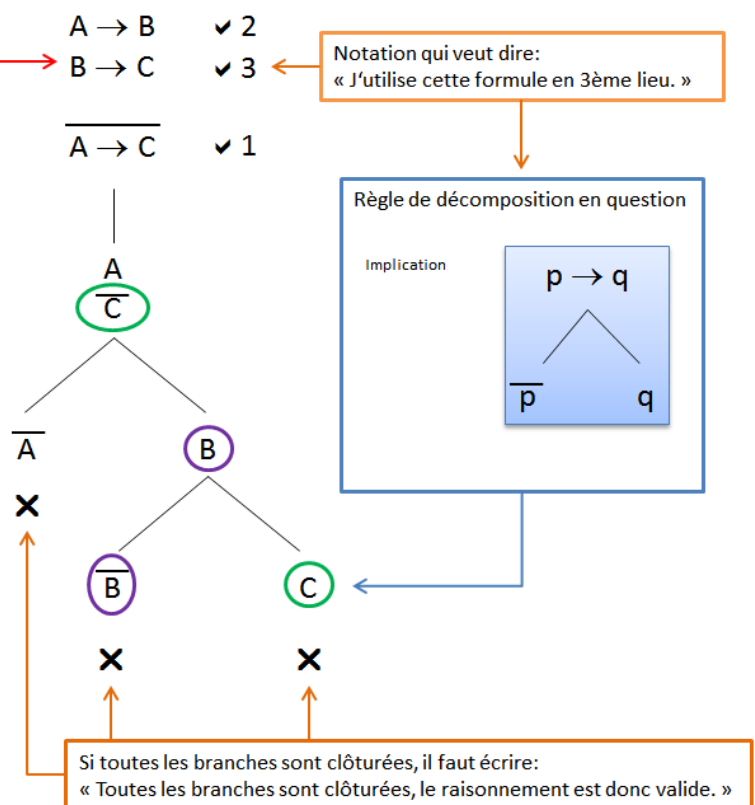 A → B ✔ 2
B → C ✔ 3
Notation qui veut dire:
« J'utilise cette formule en 3ème lieu. »
A̅ ̅→̅ ̅C̅ ✔ 1
Règle de décomposition en question
Implication
p → q
p̅
q
A
C̅
A̅
B
×
B̅
C
×
×
Si toutes les branches sont clôturées, il faut écrire:
« Toutes les branches sont clôturées, le raisonnement est donc valide. »